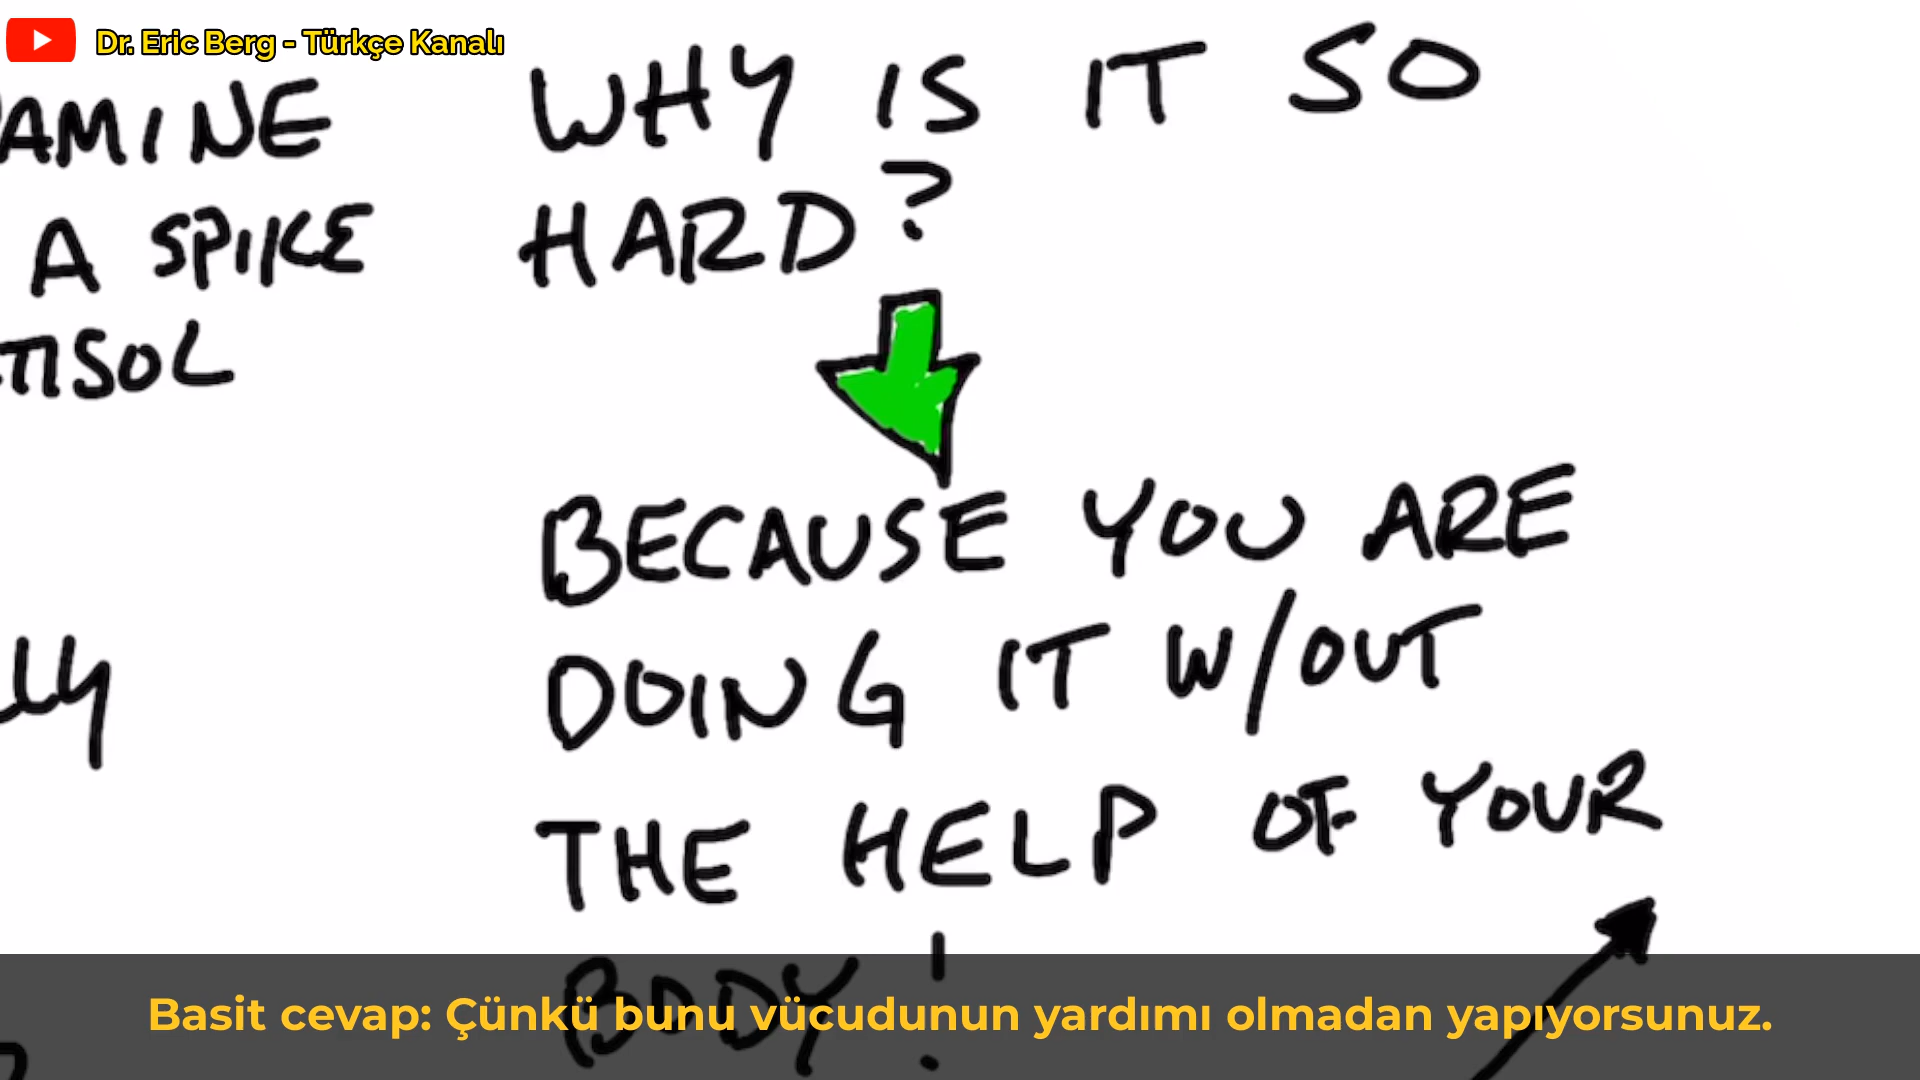 Dr. Eric Berg - Türkçe Kanalı
AMINE
A SPIKE
TISOL
lly
WHY IS IT SO
HARD?
BECAUSE YOU ARE
DOING IT W/OUT
THE HELP OF YOUR
BODY!
Basit cevap: Çünkü bunu vücudunun yardımı olmadan yapıyorsunuz.